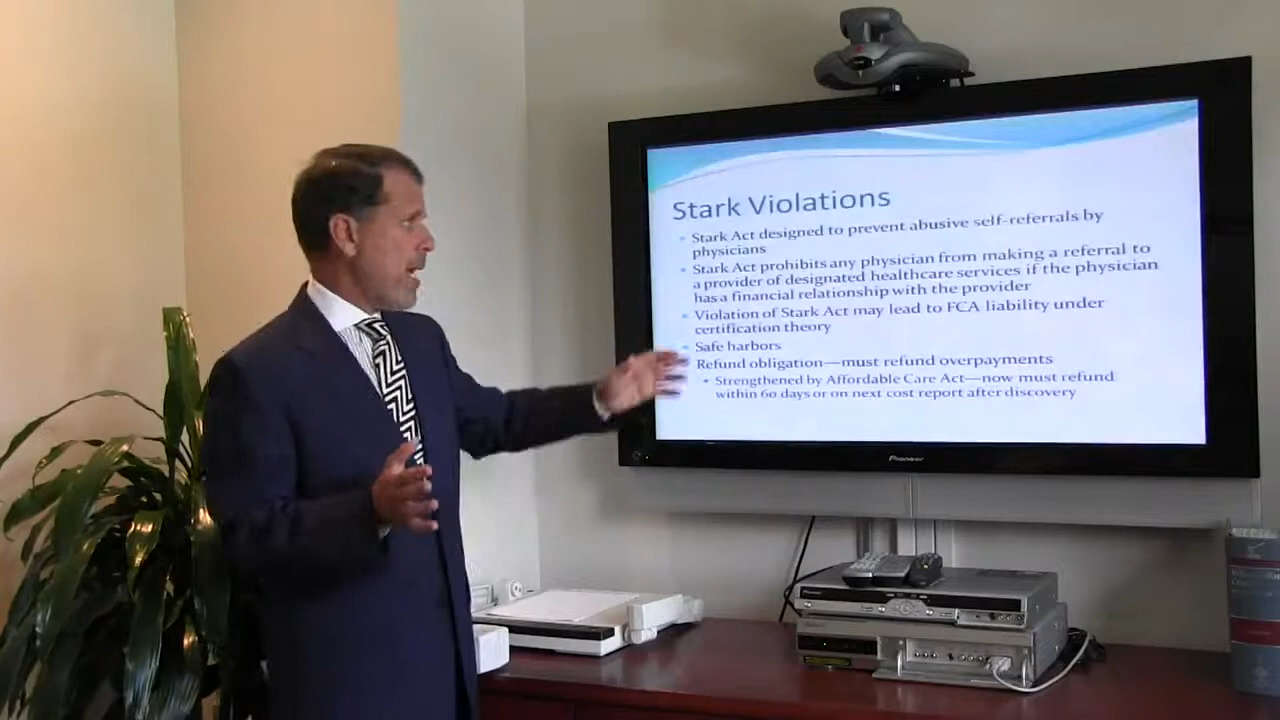 Stark Violations
Stark Act designed to prevent abusive self-referrals by
physicians
Stark Act prohibits any physician from making a referral to
a provider of designated healthcare services if the physician
has a financial relationship with the provider
Violation of Stark Act may lead to FCA liability under
certification theory
Safe harbors
Refund obligation—must refund overpayments
Strengthened by Affordable Care Act—now must refund
within 60 days or on next cost report after discovery
Pioneer